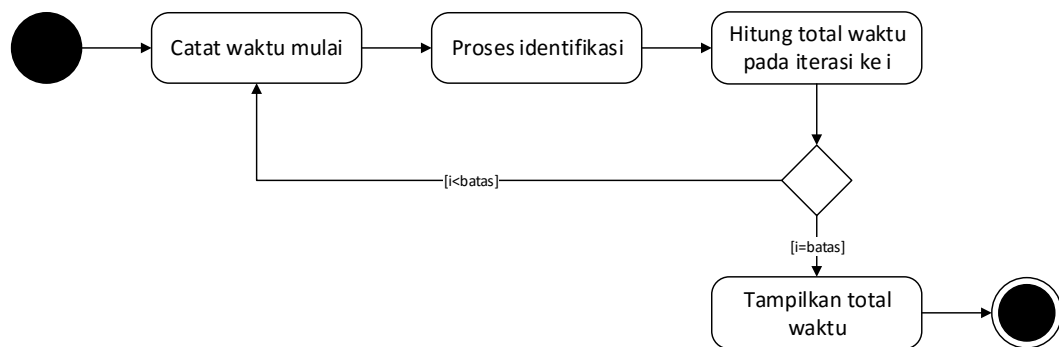 Catat waktu mulai
Proses identifikasi
Hitung total waktu
pada iterasi ke i
[i<batas]
[i=batas]
Tampilkan total
waktu